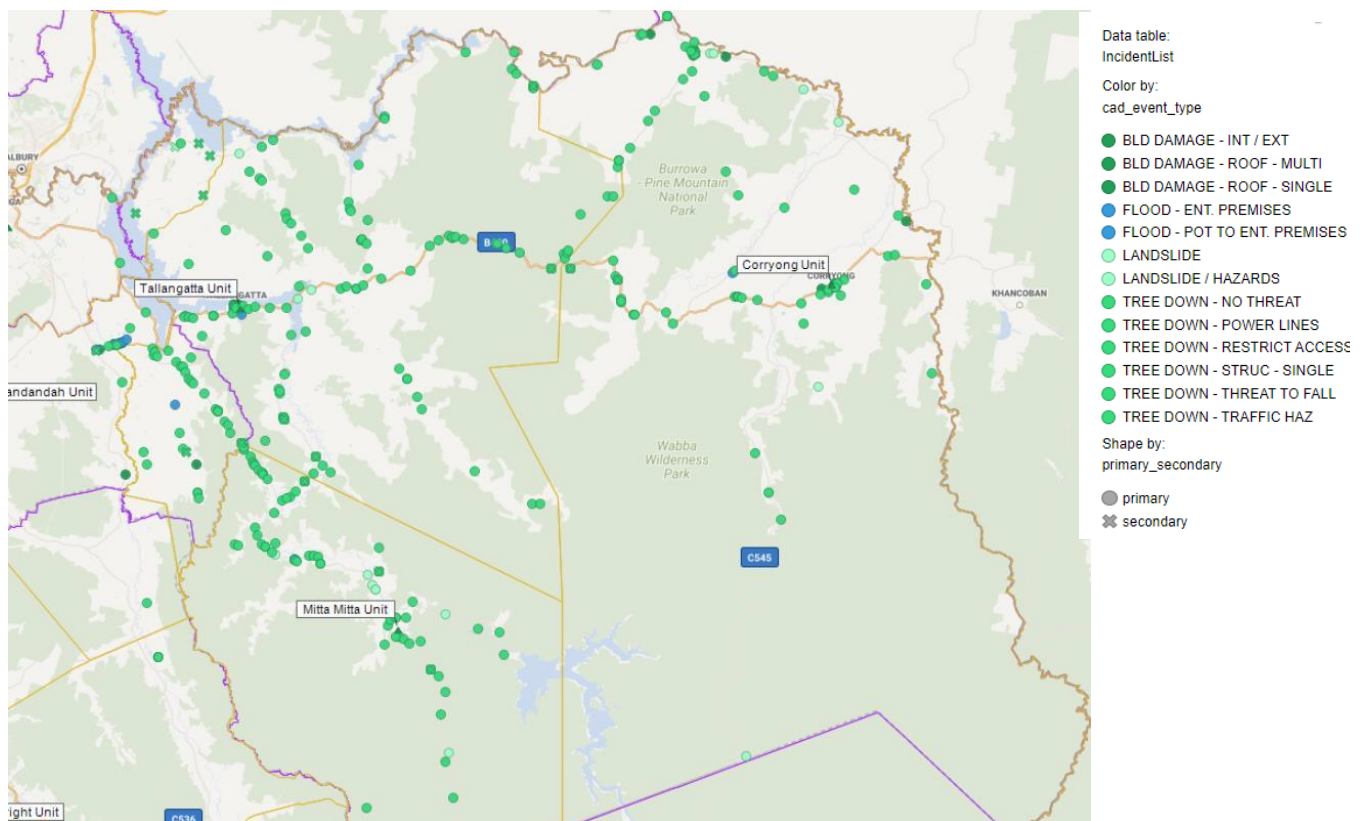 ALBURY
GA
Burrowa
- Pine Mountain
National
Park
Tallangatta Unit
Corryong Unit
CORRYONG
KHANCOBAN
andandah Unit
Wabba
Wilderness
Park
C545
Mitta Mitta Unit
right Unit
C536
Data table:
IncidentList
Color by:
cad_event_type
BLD DAMAGE - INT / EXT
BLD DAMAGE - ROOF - MULTI
BLD DAMAGE - ROOF - SINGLE
FLOOD - ENT. PREMISES
FLOOD - POT TO ENT. PREMISES
LANDSLIDE
LANDSLIDE / HAZARDS
TREE DOWN - NO THREAT
TREE DOWN - POWER LINES
TREE DOWN - RESTRICT ACCESS
TREE DOWN - STRUC - SINGLE
TREE DOWN - THREAT TO FALL
TREE DOWN - TRAFFIC HAZ
Shape by:
primary_secondary
primary
secondary